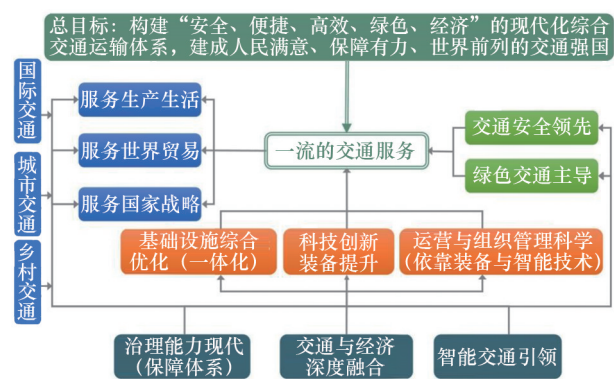 总目标：构建“安全、便捷、高效、绿色、经济”的现代化综合
交通运输体系，建成人民满意、保障有力、世界前列的交通强国
国际交通
城市交通
乡村交通
服务生产生活
服务世界贸易
服务国家战略
一流的交通服务
交通安全领先
绿色交通主导
基础设施综合
优化（一体化）
科技创新
装备提升
运营与组织管理科学
(依靠装备与智能技术)
治理能力现代
(保障体系)
交通与经济
深度融合
智能交通引领